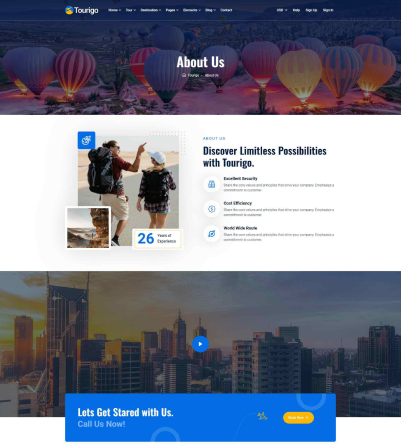 Tourigo
Home Tour Destination Pages Elements Blog Contact
USD Help Sign Up Sign In
About Us
Tourigo About Us
ABOUT US
Discover Limitless Possibilities
with Tourigo.
Excellent Security
Share the core values and principles that drive your company. Emphasize a
commitment to customer
Cost Efficiency
Share the core values and principles that drive your company. Emphasize a
commitment to customer
World Wide Route
Share the core values and principles that drive your company. Emphasize a
commitment to customer
26 Years of
Experience
Lets Get Stared with Us.
Call Us Now!
Book Now